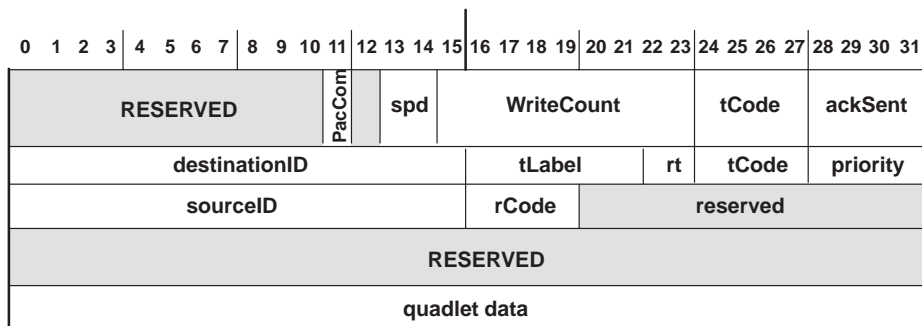 0 1 2 3 4 5 6 7 8 9 10 11 12 13 14 15 16 17 18 19 20 21 22 23 24 25 26 27 28 29 30 31
RESERVED PacCom spd WriteCount tCode ackSent
destinationID tLabel rt tCode priority
sourceID rCode reserved
RESERVED
quadlet data